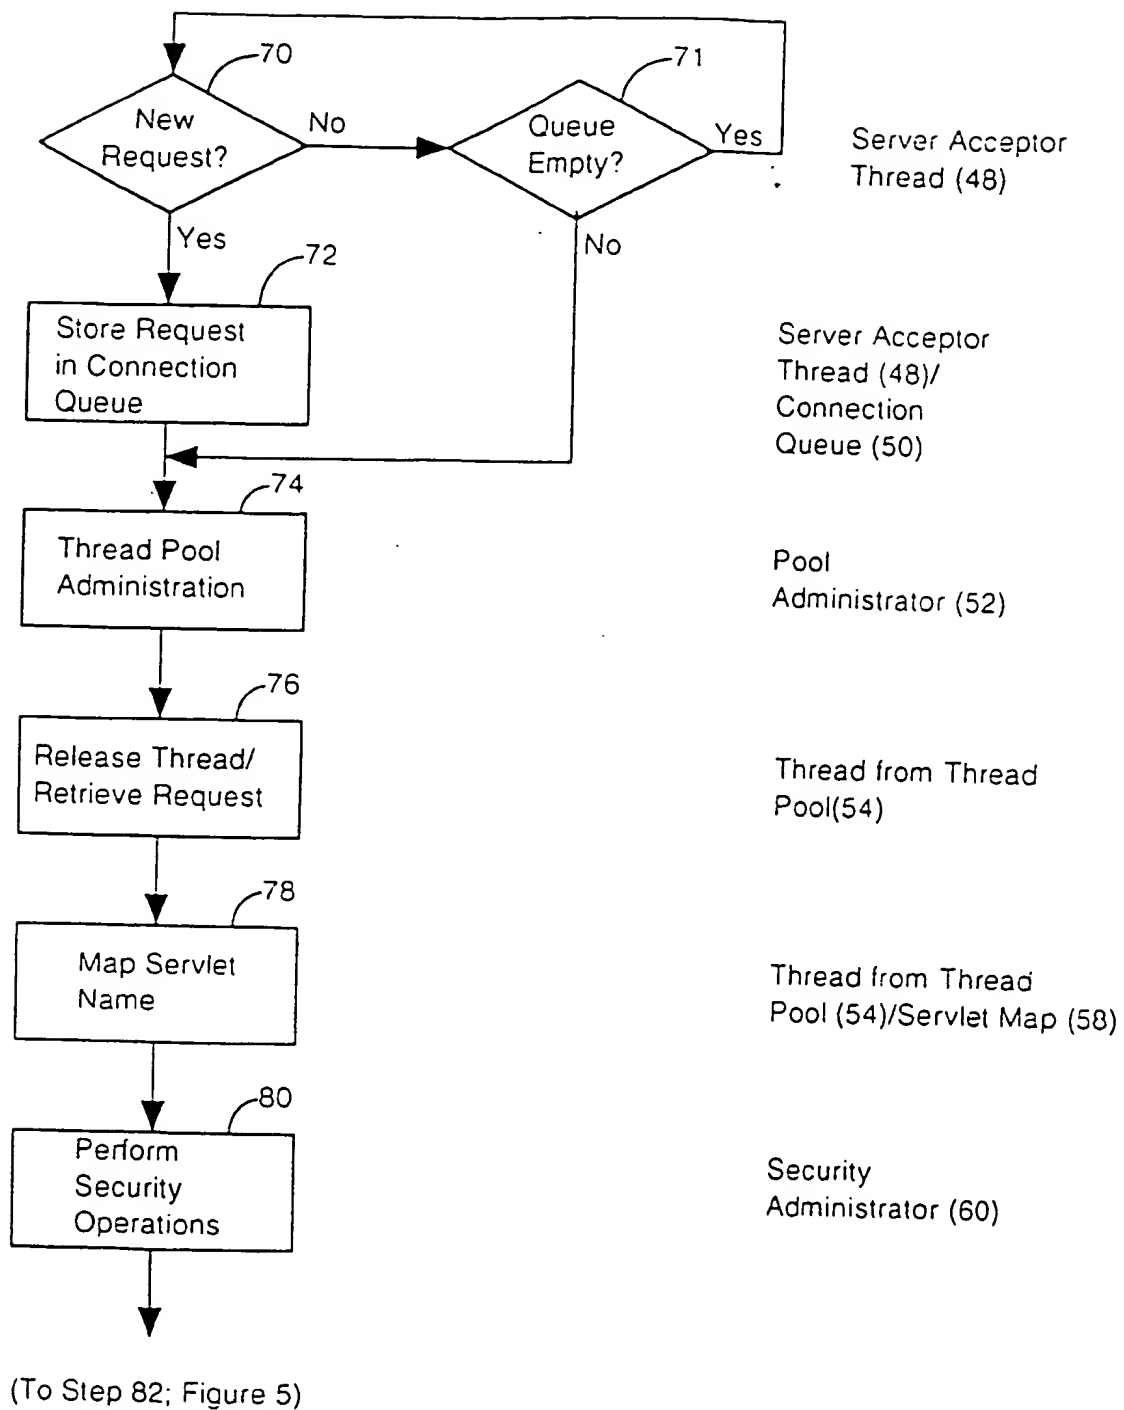 70
New
Request?
No
71
Queue
Empty?
Yes
Server Acceptor
Thread (48)
Yes
No
72
Store Request
in Connection
Queue
Server Acceptor
Thread (48)/
Connection
Queue (50)
74
Thread Pool
Administration
Pool
Administrator (52)
76
Release Thread/
Retrieve Request
Thread from Thread
Pool(54)
78
Map Servlet
Name
Thread from Thread
Pool (54)/Servlet Map (58)
80
Perform
Security
Operations
Security
Administrator (60)
(To Step 82; Figure 5)